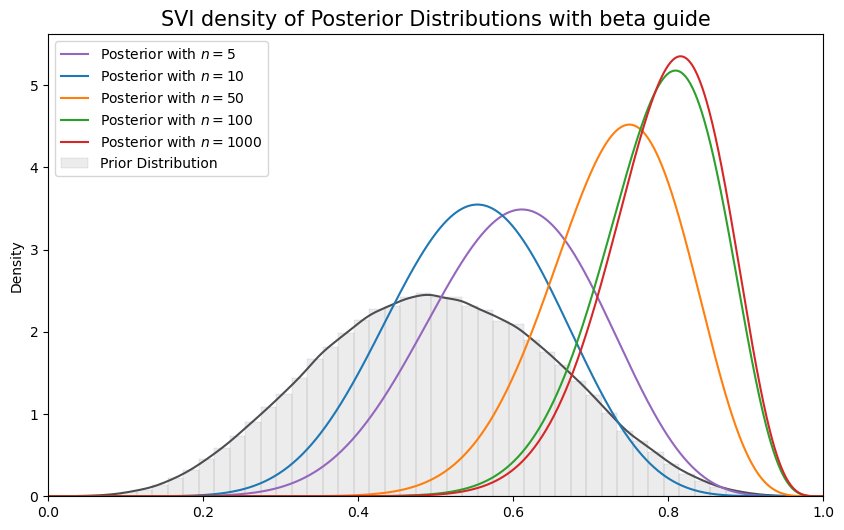 SVI density of Posterior Distributions with beta guide
Posterior with n = 5
Posterior with n = 10
Posterior with n = 50
Posterior with n = 100
Posterior with n = 1000
Prior Distribution
Density
5
4
3
2
1
0
0.0 0.2 0.4 0.6 0.8 1.0